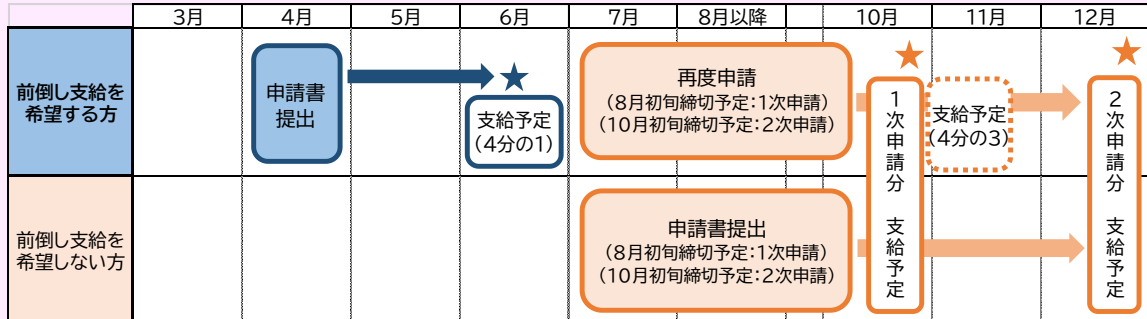 3月 4月 5月 6月 7月 8月以降 10月 11月 12月
前倒し支給を
希望する方
申請書
提出
★
支給予定
(4分の1)
再度申請
(8月初旬締切予定:1次申請)
(10月初旬締切予定:2次申請)
★
1次申請分 支給予定
支給予定
(4分の3)
★
2次申請分 支給予定
前倒し支給を
希望しない方
申請書提出
(8月初旬締切予定:1次申請)
(10月初旬締切予定:2次申請)